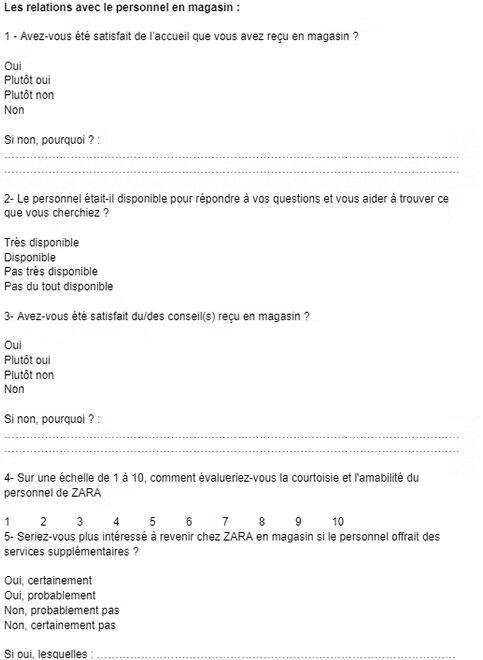 Les relations avec le personnel en magasin :
1 - Avez-vous été satisfait de l'accueil que vous avez reçu en magasin ?
Oui
Plutôt oui
Plutôt non
Non
Si non, pourquoi ? :
……………………………………………………………………………………………………………………
……………………………………………………………………………………………………………………
2- Le personnel était-il disponible pour répondre à vos questions et vous aider à trouver ce
que vous cherchiez ?
Très disponible
Disponible
Pas très disponible
Pas du tout disponible
3- Avez-vous été satisfait du/des conseil(s) reçu en magasin ?
Oui
Plutôt oui
Plutôt non
Non
Si non, pourquoi ? :
……………………………………………………………………………………………………………………
……………………………………………………………………………………………………………………
4- Sur une échelle de 1 à 10, comment évalueriez-vous la courtoisie et l'amabilité du
personnel de ZARA
1 2 3 4 5 6 7 8 9 10
5- Seriez-vous plus intéressé à revenir chez ZARA en magasin si le personnel offrait des
services supplémentaires ?
Oui, certainement
Oui, probablement
Non, probablement pas
Non, certainement pas
Si oui, lesquelles : ……………………………………………………………………………………………